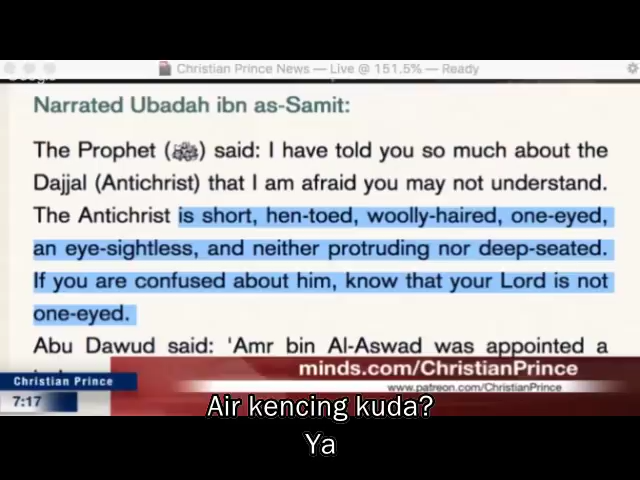 Christian Prince News — Live @ 151.5% — Ready
Narrated Ubadah ibn as-Samit:
The Prophet (ﷺ) said: I have told you so much about the
Dajjal (Antichrist) that I am afraid you may not understand.
The Antichrist is short, hen-toed, woolly-haired, one-eyed,
an eye-sightless, and neither protruding nor deep-seated.
If you are confused about him, know that your Lord is not
one-eyed.
Abu Dawud said: 'Amr bin Al-Aswad was appointed a
minds.com/ChristianPrince
Christian Prince
www.patreon.com/ChristianPrince
7:17
Air kencing kuda?
Ya